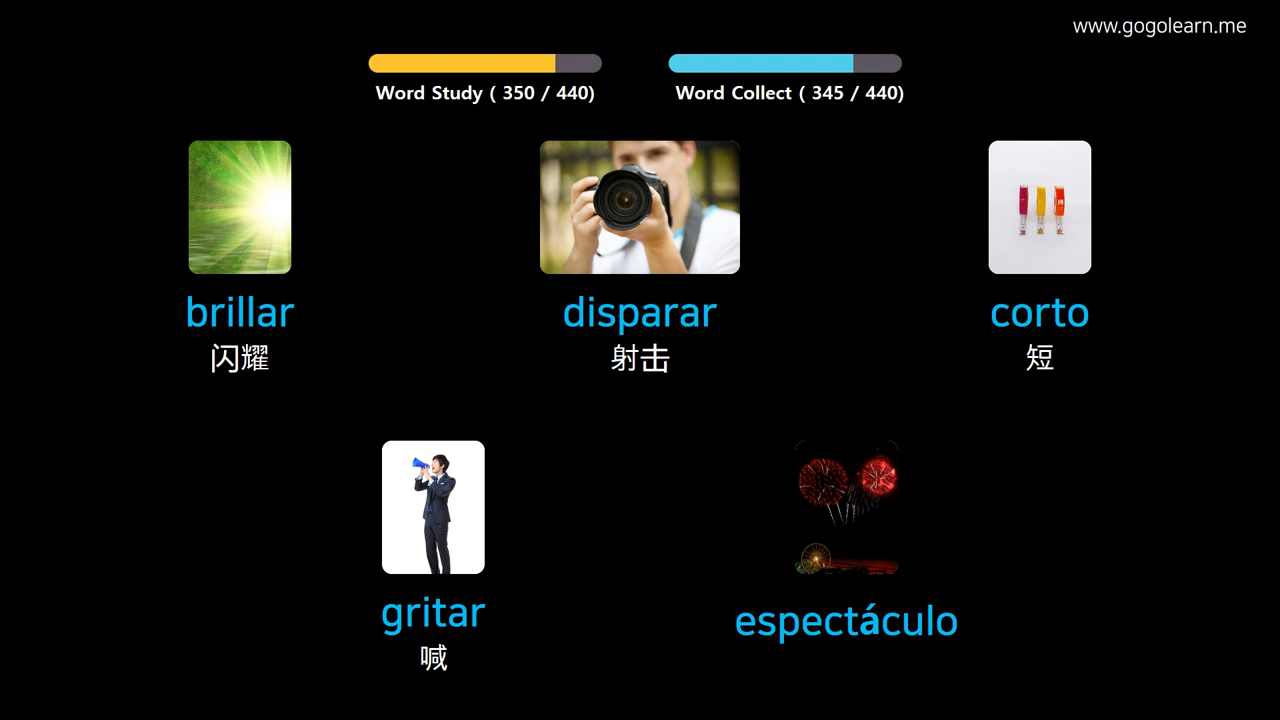 www.gogolearn.me
Word Study ( 350 / 440)
Word Collect ( 345 / 440)
brillar
闪耀
disparar
射击
corto
短
gritar
喊
espectáculo